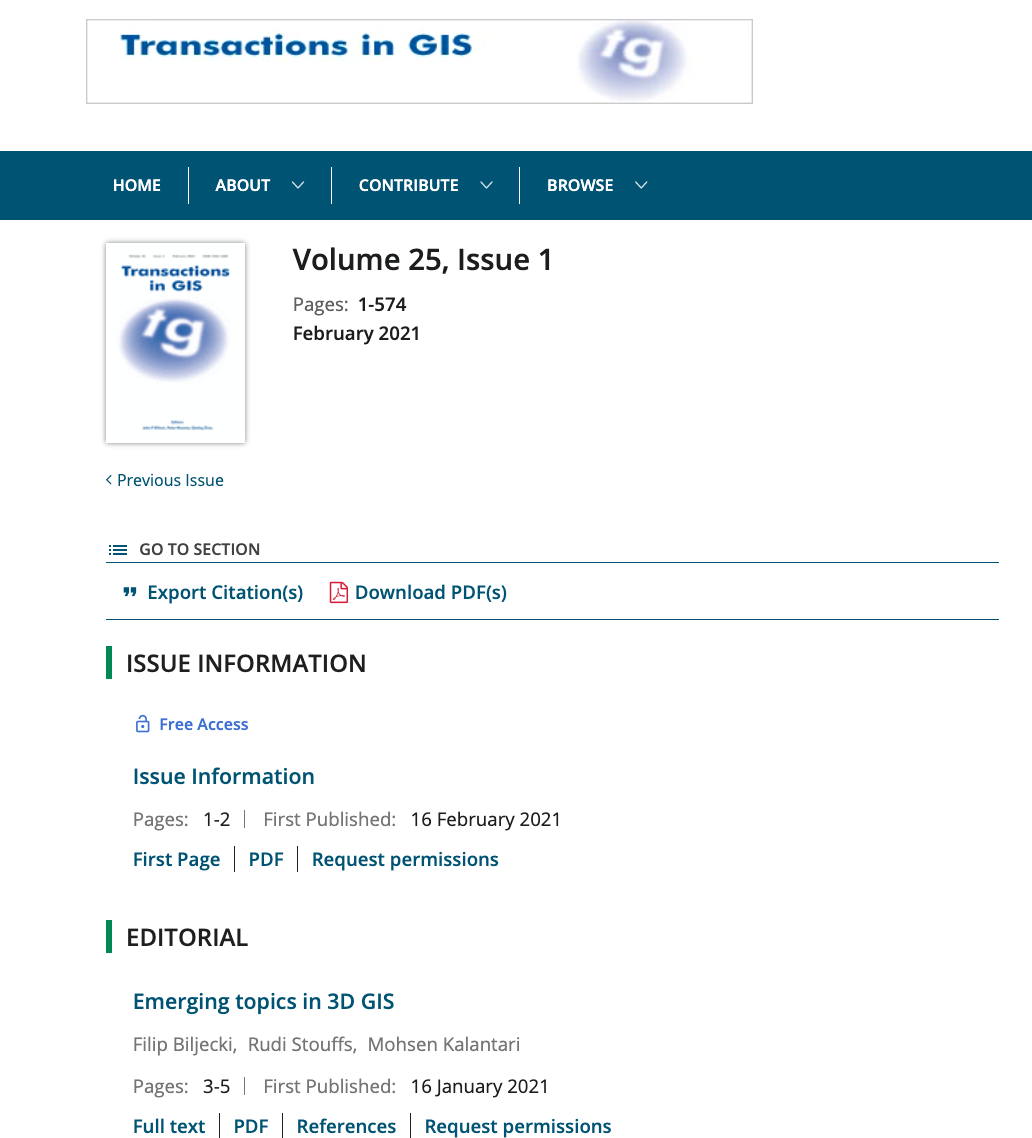 Transactions in GIS
tg
HOME
ABOUT
CONTRIBUTE
BROWSE
Transactions
in GIS
tg
Volume 25, Issue 1
Pages: 1-574
February 2021
Previous Issue
GO TO SECTION
Export Citation(s) Download PDF(s)
ISSUE INFORMATION
Free Access
Issue Information
Pages: 1-2 First Published: 16 February 2021
First Page PDF Request permissions
EDITORIAL
Emerging topics in 3D GIS
Filip Biljecki, Rudi Stouffs, Mohsen Kalantari
Pages: 3-5 First Published: 16 January 2021
Full text PDF References Request permissions